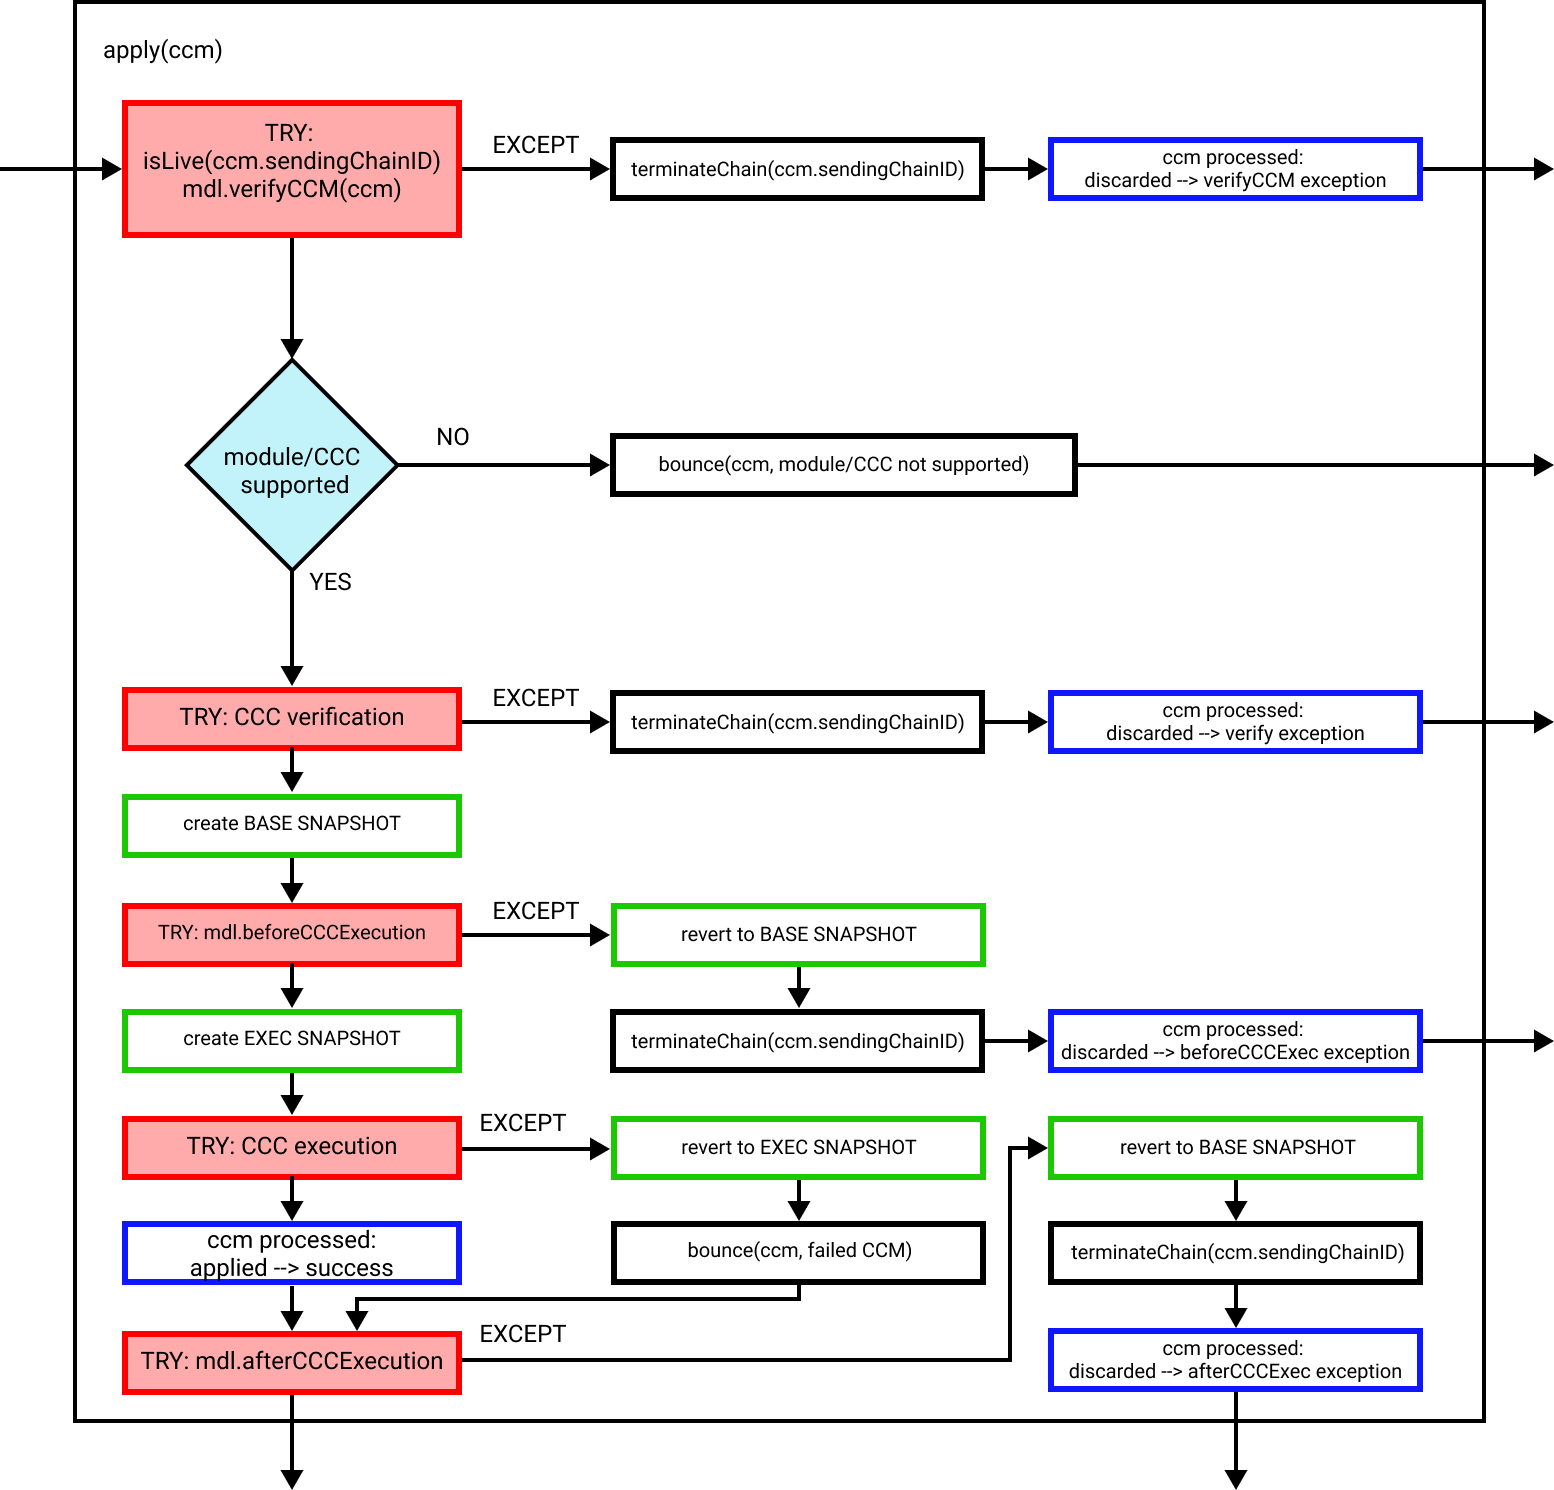 apply(ccm)
TRY:
isLive(ccm.sendingChainID)
mdl.verifyCCM(ccm)
EXCEPT
terminateChain(ccm.sendingChainID)
ccm processed:
discarded --> verifyCCM exception
module/CCC
supported
NO
bounce(ccm, module/CCC not supported)
YES
TRY: CCC verification
EXCEPT
terminateChain(ccm.sendingChainID)
ccm processed:
discarded --> verify exception
create BASE SNAPSHOT
TRY: mdl.beforeCCCExecution
EXCEPT
revert to BASE SNAPSHOT
create EXEC SNAPSHOT
terminateChain(ccm.sendingChainID)
ccm processed:
discarded --> beforeCCCExec exception
TRY: CCC execution
EXCEPT
revert to EXEC SNAPSHOT
revert to BASE SNAPSHOT
ccm processed:
applied --> success
bounce(ccm, failed CCM)
terminateChain(ccm.sendingChainID)
TRY: mdl.afterCCCExecution
EXCEPT
ccm processed:
discarded --> afterCCCExec exception